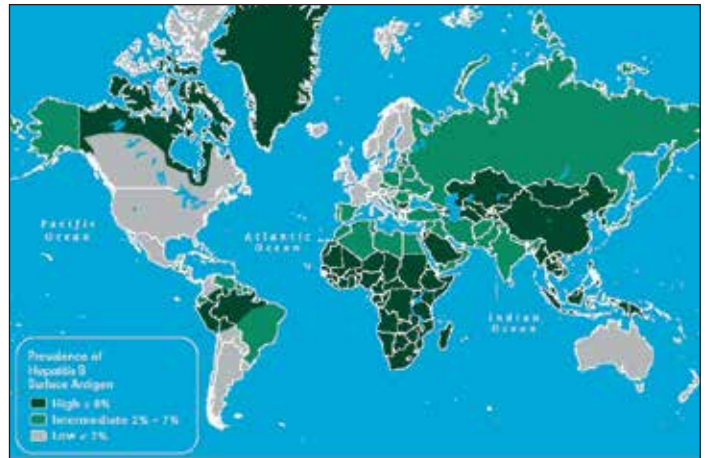 Pacific
Ocean
Atlantic
Ocean
Indian
Ocean
Prevalence of
Hepatitis B
Surface Antigen
High ≥ 8%
Intermediate 2% - 7%
Low < 2%